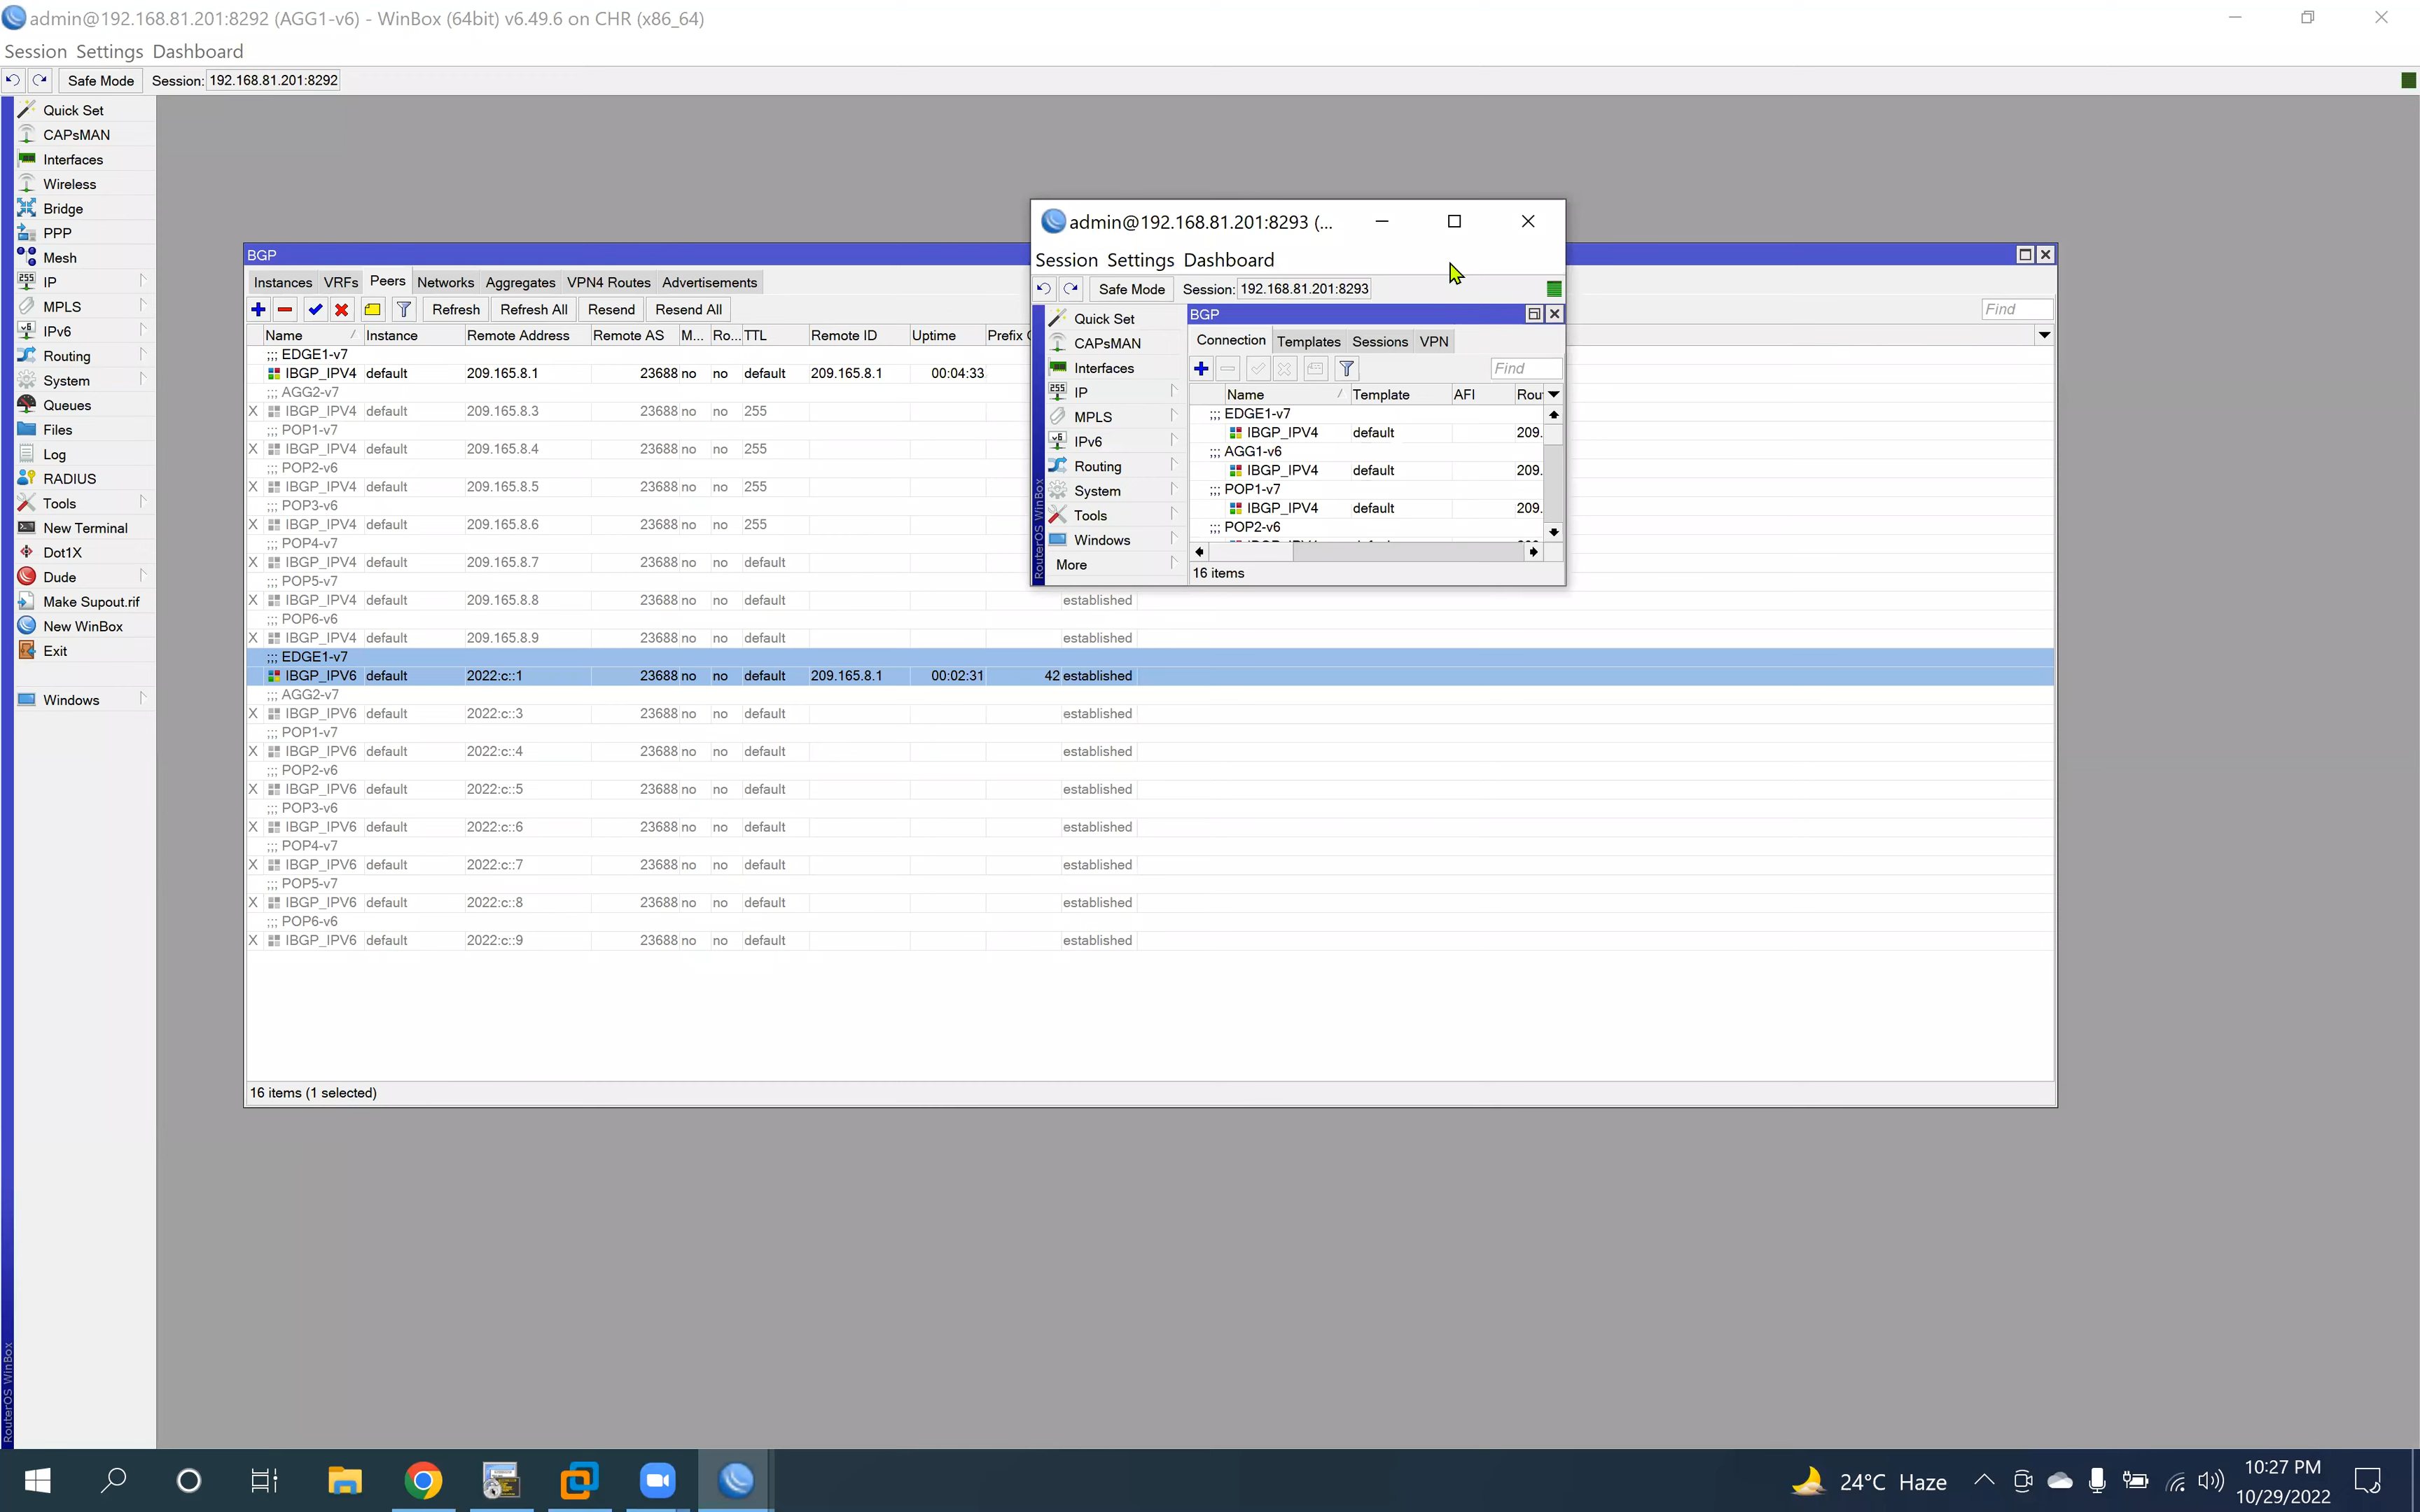 admin@192.168.81.201:8292 (AGG1-v6) - WinBox (64bit) v6.49.6 on CHR (x86_64)
Session Settings Dashboard
Safe Mode Session: 192.168.81.201:8292
Quick Set
CAPsMAN
Interfaces
Wireless
Bridge
PPP
Mesh
IP
MPLS
IPv6
Routing
System
Queues
Files
Log
RADIUS
Tools
New Terminal
Dot1X
Dude
Make Supout.rif
New WinBox
Exit
Windows
RouterOS WinBox
BGP
Instances VRFs Peers Networks Aggregates VPN4 Routes Advertisements
Refresh Refresh All Resend Resend All Find
Name Instance Remote Address Remote AS M... Ro... TTL Remote ID Uptime Prefix
;;; EDGE1-v7
IBGP_IPV4 default 209.165.8.1 23688 no no default 209.165.8.1 00:04:33
;;; AGG2-v7
X IBGP_IPV4 default 209.165.8.3 23688 no no 255
;;; POP1-v7
X IBGP_IPV4 default 209.165.8.4 23688 no no 255
;;; POP2-v6
X IBGP_IPV4 default 209.165.8.5 23688 no no 255
;;; POP3-v6
X IBGP_IPV4 default 209.165.8.6 23688 no no 255
;;; POP4-v7
X IBGP_IPV4 default 209.165.8.7 23688 no no default
;;; POP5-v7
X IBGP_IPV4 default 209.165.8.8 23688 no no default established
;;; POP6-v6
X IBGP_IPV4 default 209.165.8.9 23688 no no default established
;;; EDGE1-v7
IBGP_IPV6 default 2022:c::1 23688 no no default 209.165.8.1 00:02:31 42 established
;;; AGG2-v7
X IBGP_IPV6 default 2022:c::3 23688 no no default established
;;; POP1-v7
X IBGP_IPV6 default 2022:c::4 23688 no no default established
;;; POP2-v6
X IBGP_IPV6 default 2022:c::5 23688 no no default established
;;; POP3-v6
X IBGP_IPV6 default 2022:c::6 23688 no no default established
;;; POP4-v7
X IBGP_IPV6 default 2022:c::7 23688 no no default established
;;; POP5-v7
X IBGP_IPV6 default 2022:c::8 23688 no no default established
;;; POP6-v6
X IBGP_IPV6 default 2022:c::9 23688 no no default established
16 items (1 selected)
admin@192.168.81.201:8293 (...
Session Settings Dashboard
Safe Mode Session: 192.168.81.201:8293
Quick Set
CAPsMAN
Interfaces
IP
MPLS
IPv6
Routing
System
Tools
Windows
More
RouterOS WinBox
BGP
Connection Templates Sessions VPN
Find
Name Template AFI Rou
;;; EDGE1-v7
IBGP_IPV4 default 209.
;;; AGG1-v6
IBGP_IPV4 default 209.
;;; POP1-v7
IBGP_IPV4 default 209.
;;; POP2-v6
16 items
24°C Haze
10:27 PM
10/29/2022